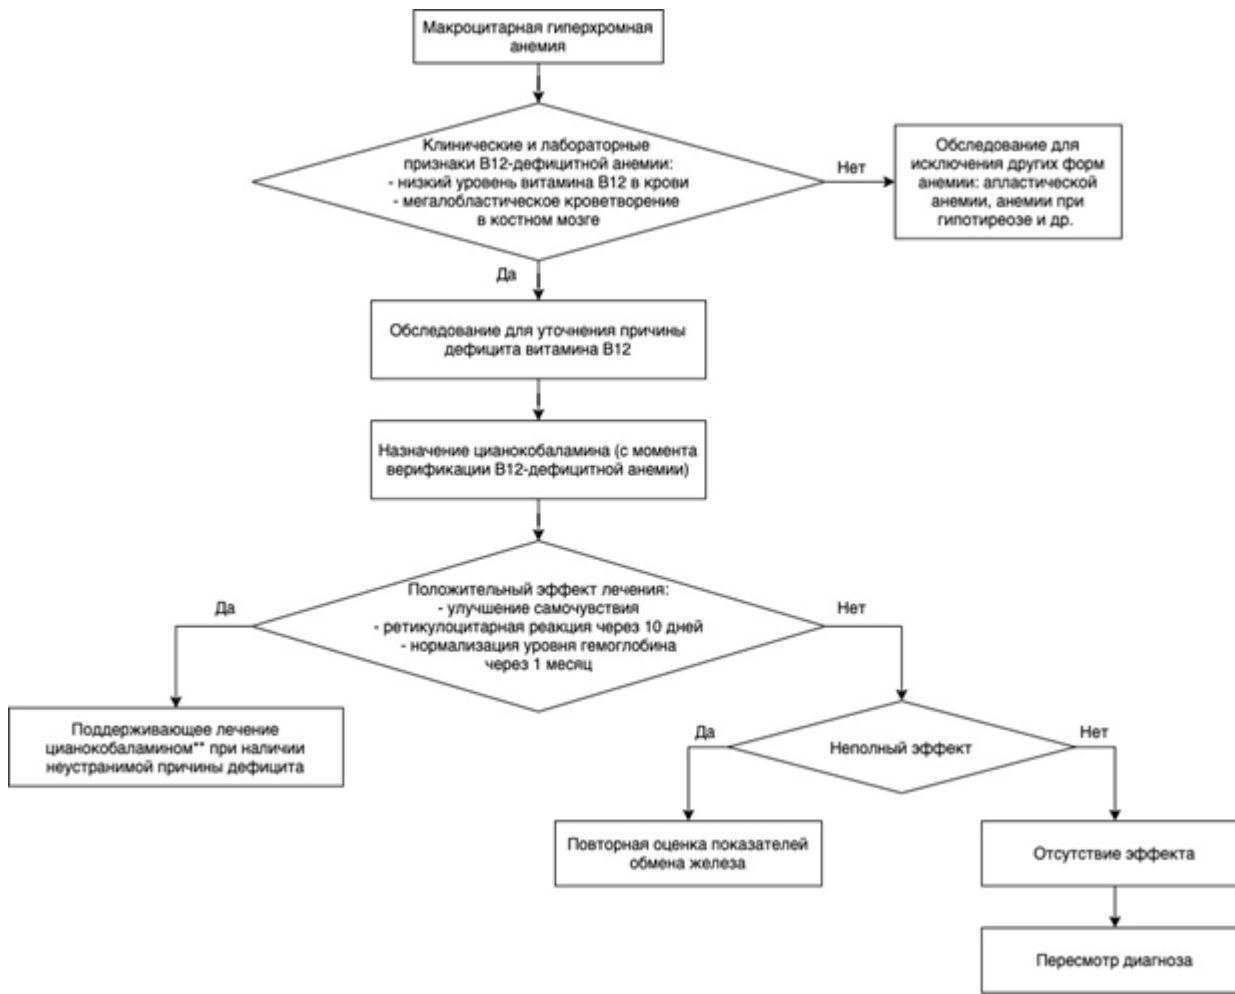 Макроцитарная гиперхромная
анемия
Клинические и лабораторные
признаки B12-дефицитной анемии:
- низкий уровень витамина B12 в крови
- мегалобластическое кроветворение
в костном мозге
Нет
Обследование для
исключения других форм
анемии: апластической
анемии, анемии при
гипотиреозе и др.
Да
Обследование для уточнения причины
дефицита витамина B12
Назначение цианокобаламина (с момента
верификации B12-дефицитной анемии)
Положительный эффект лечения:
- улучшение самочувствия
- ретикулоцитарная реакция через 10 дней
- нормализация уровня гемоглобина
через 1 месяц
Да
Нет
Поддерживающее лечение
цианокобаламином** при наличии
неустранимой причины дефицита
Да
Неполный эффект
Нет
Повторная оценка показателей
обмена железа
Отсутствие эффекта
Пересмотр диагноза